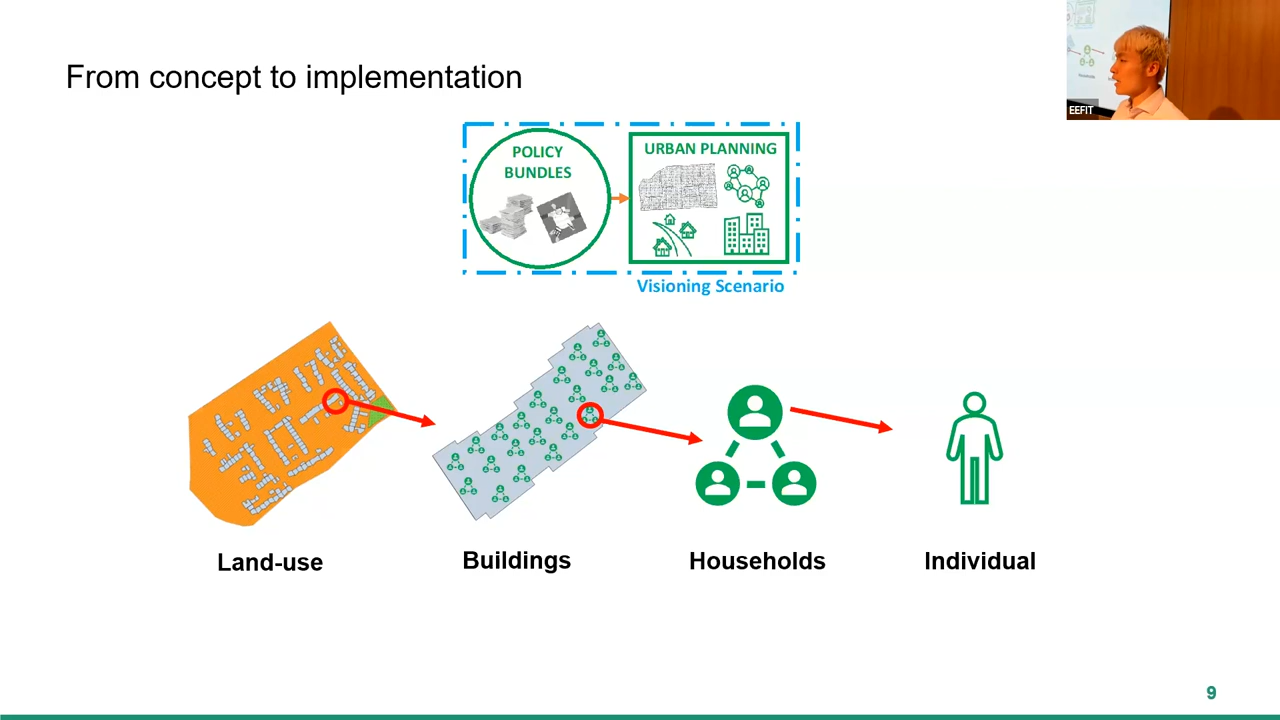 From concept to implementation
EEFIT
POLICY
BUNDLES
URBAN PLANNING
Visioning Scenario
Land-use
Buildings
Households
Individual
9